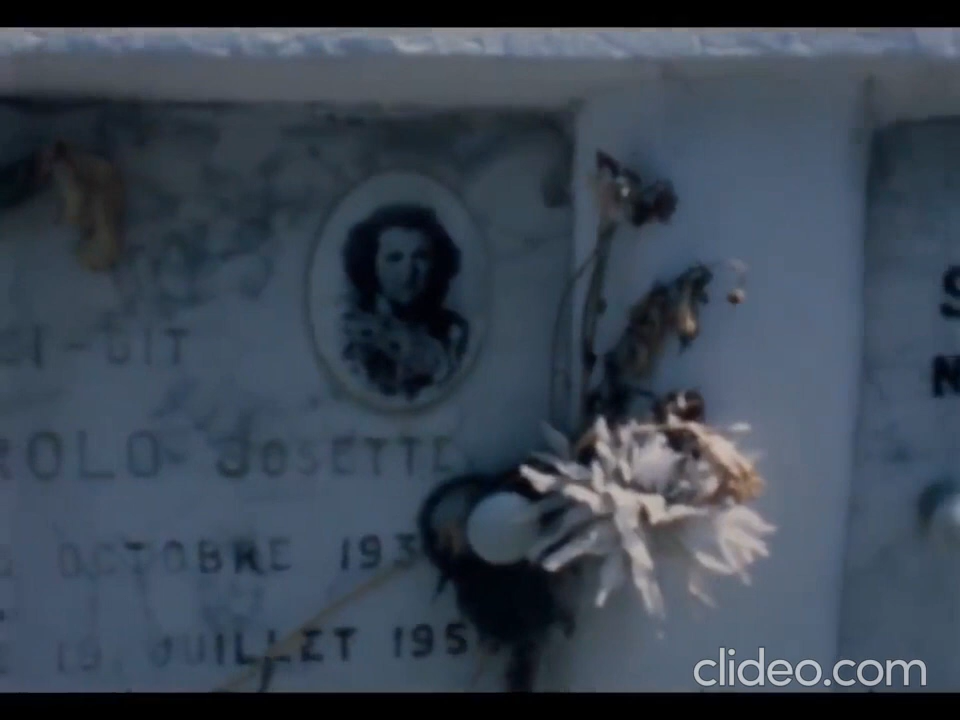 CI-GIT
ROLO JOSETTE
OCTOBRE 193
19 JUILLET 195
S
N
clideo.com